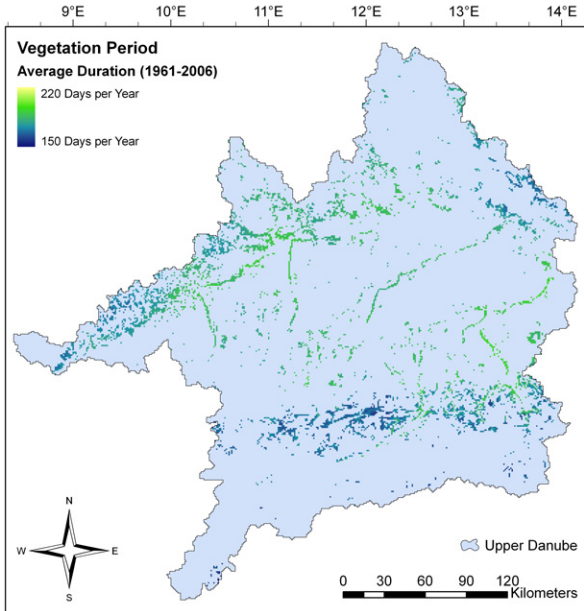 9°E 10°E 11°E 12°E 13°E 14°E
Vegetation Period
Average Duration (1961-2006)
220 Days per Year
150 Days per Year
N
W E
S
Upper Danube
0 30 60 90 120
Kilometers